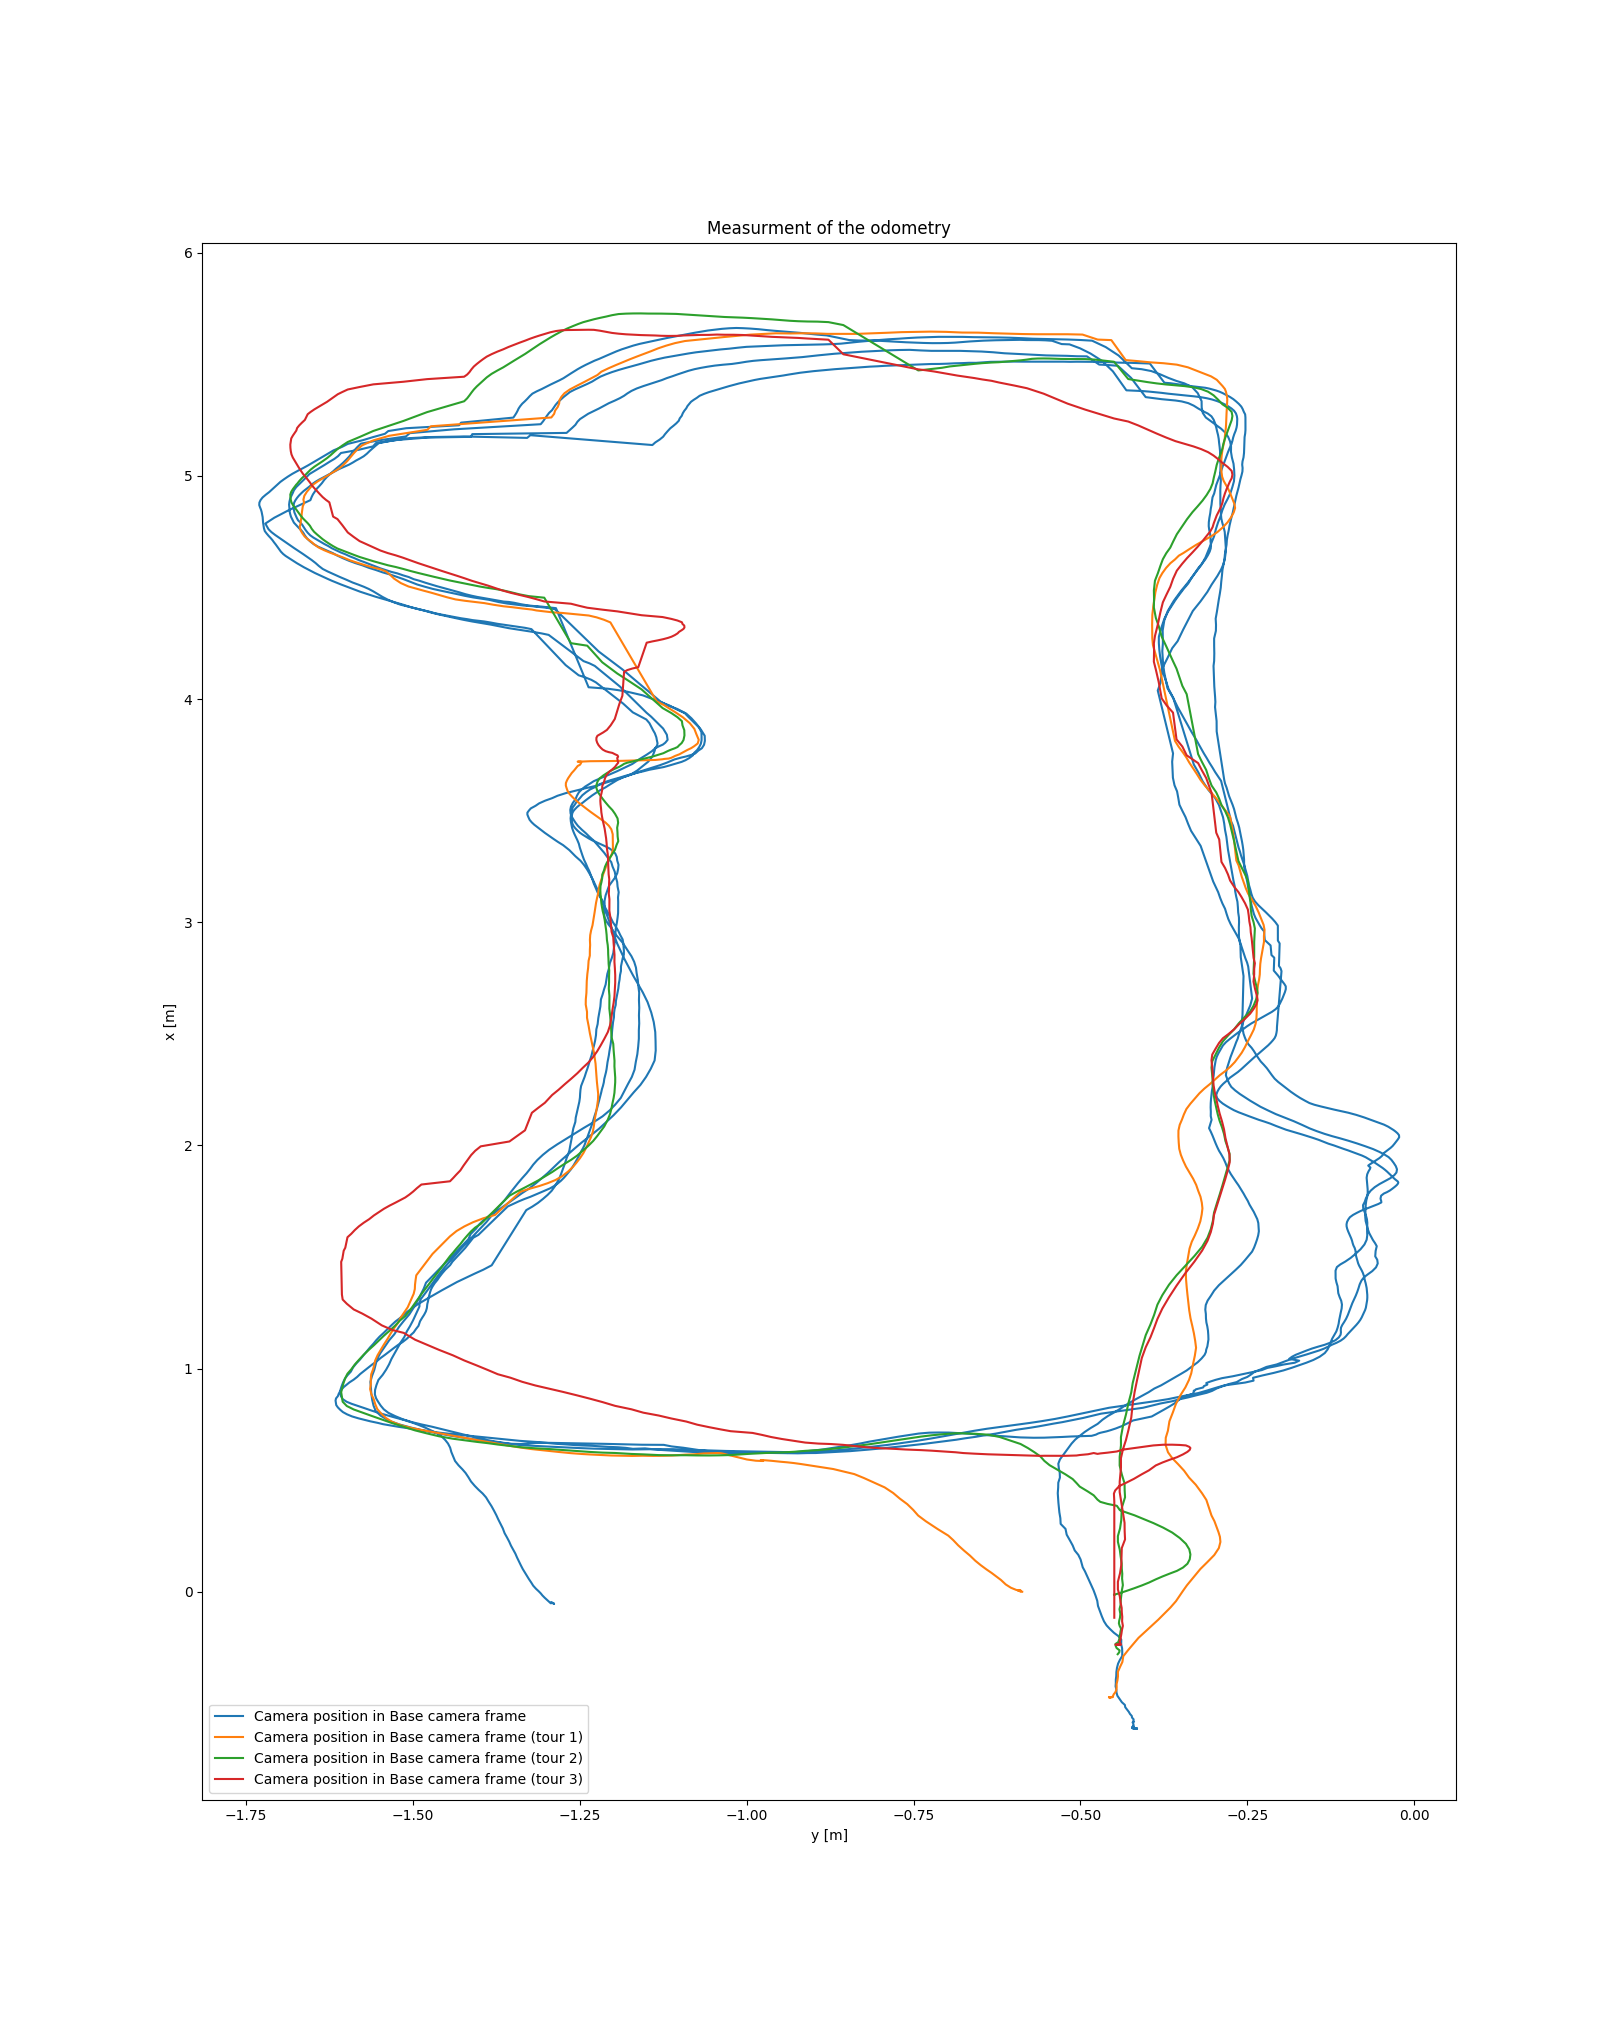 Measurment of the odometry
6
5
4
3
2
1
0
x [m]
Camera position in Base camera frame
Camera position in Base camera frame (tour 1)
Camera position in Base camera frame (tour 2)
Camera position in Base camera frame (tour 3)
−1.75 −1.50 −1.25 −1.00 −0.75 −0.50 −0.25 0.00
y [m]